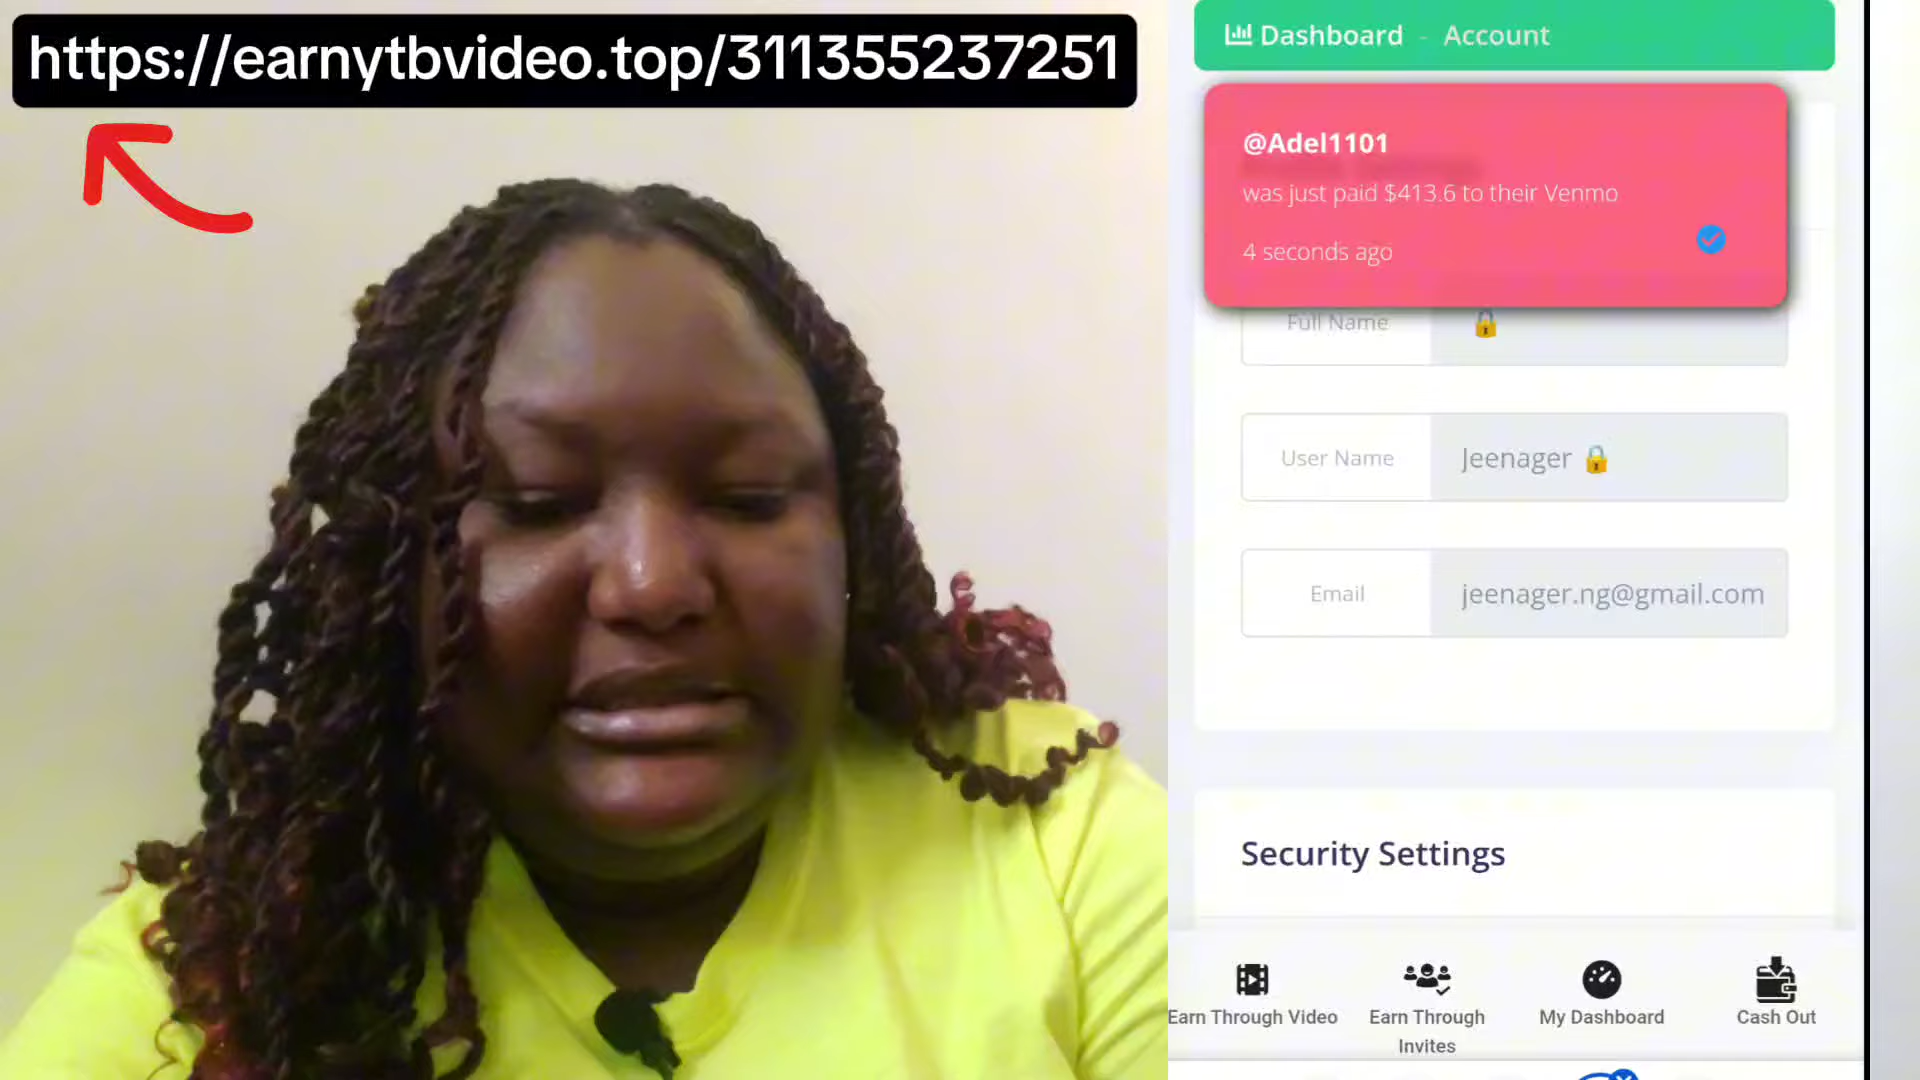 https://earnytbvideo.top/311355237251
Dashboard - Account
@Adel1101
was just paid $413.6 to their Venmo
4 seconds ago
Full Name
User Name
Jeenager
Email
jeenager.ng@gmail.com
Security Settings
Earn Through Video
Earn Through
Invites
My Dashboard
Cash Out